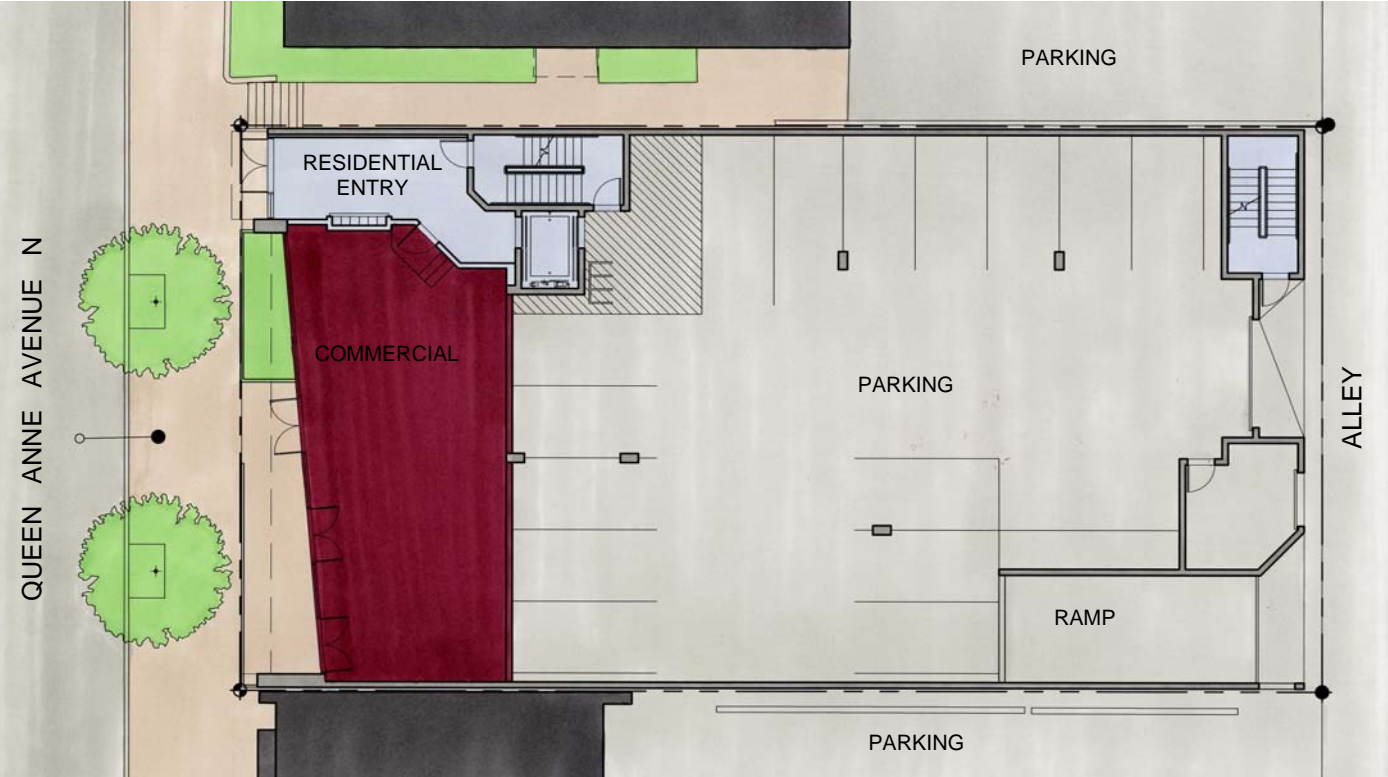 PARKING
RESIDENTIAL
ENTRY
QUEEN ANNE AVENUE N
COMMERCIAL
PARKING
ALLEY
RAMP
PARKING